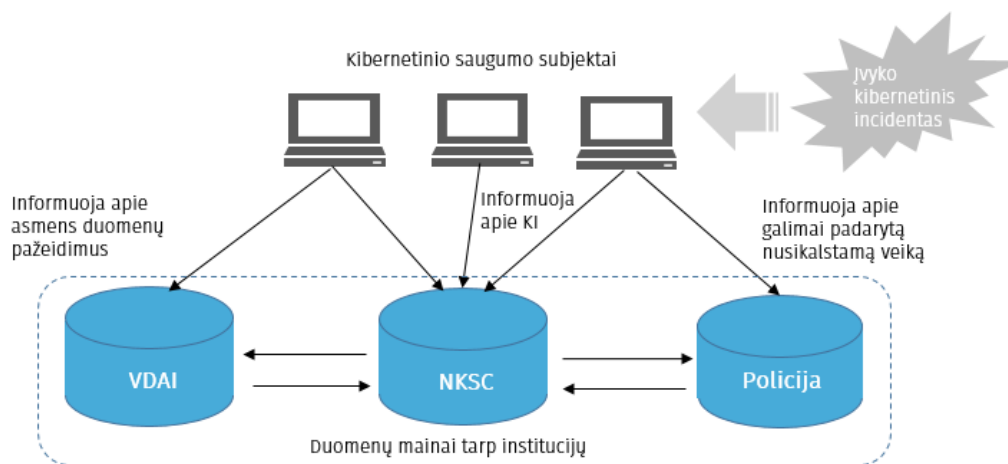 Kibernetinio saugumo subjektai
Įvyko
kibernetinis
incidentas
Informuoja apie
asmens duomenų
pažeidimus
Informuoja
apie KI
Informuoja apie
galimai padarytą
nusikalstamą veiką
VDAI
NKSC
Policija
Duomenų mainai tarp institucijų